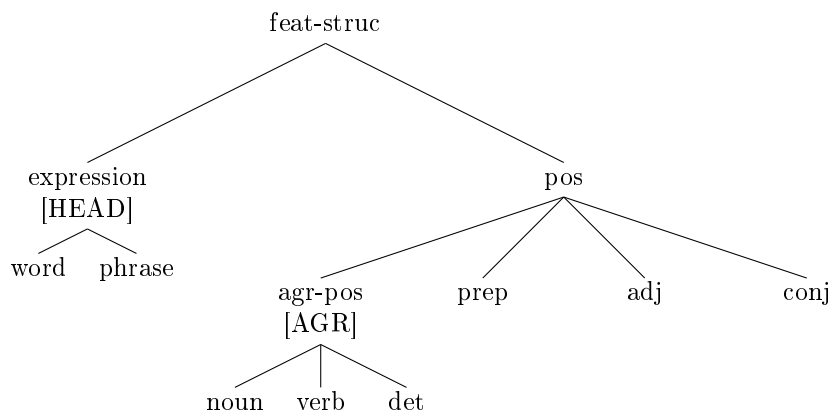 feat-struc
expression pos
[HEAD]
word phrase
agr-pos prep adj conj
[AGR]
noun verb det